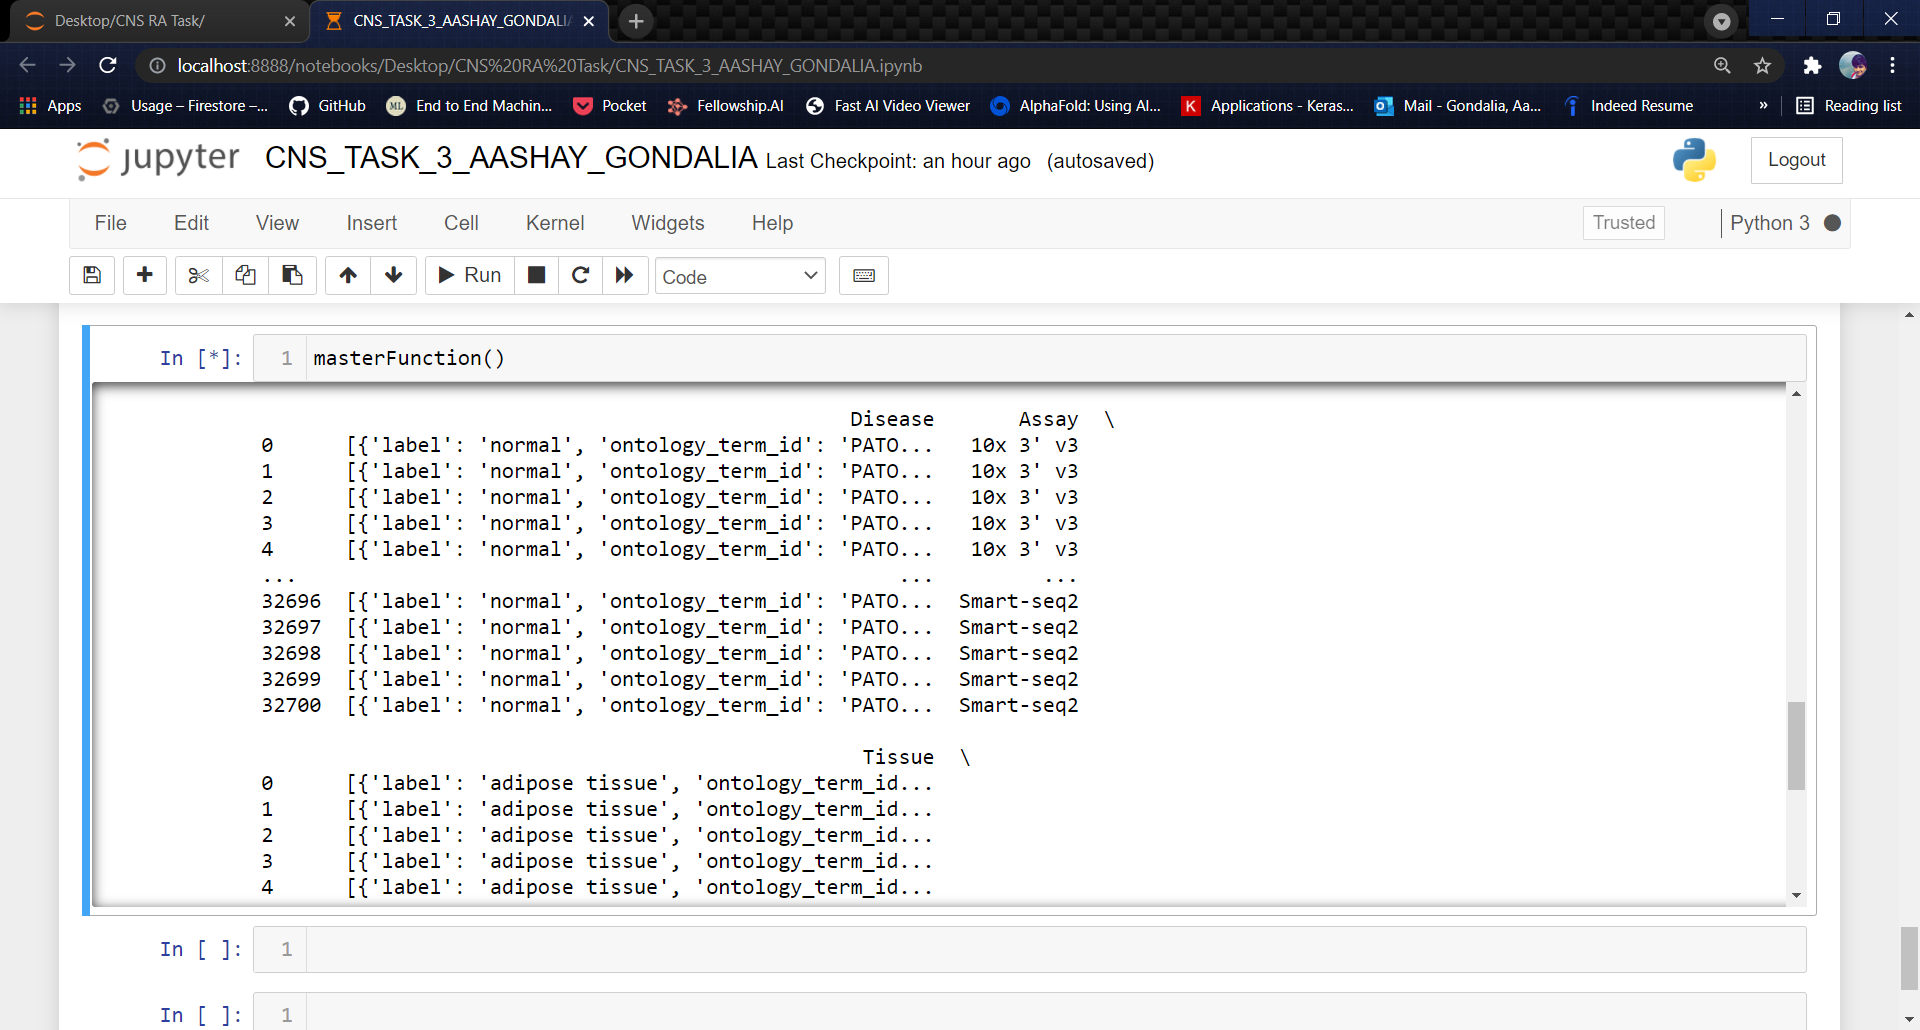 Desktop/CNS RA Task/
CNS_TASK_3_AASHAY_GONDALIA
localhost:8888/notebooks/Desktop/CNS%20RA%20Task/CNS_TASK_3_AASHAY_GONDALIA.ipynb
Apps Usage – Firestore –... GitHub ML End to End Machin... Pocket Fellowship.AI Fast AI Video Viewer AlphaFold: Using AI... K Applications - Keras... Mail - Gondalia, Aa... Indeed Resume » Reading list
jupyter CNS_TASK_3_AASHAY_GONDALIA Last Checkpoint: an hour ago (autosaved) Logout
File Edit View Insert Cell Kernel Widgets Help Trusted Python 3
Run Code
In [*]: 1 masterFunction()
Disease Assay \
0 [{'label': 'normal', 'ontology_term_id': 'PATO... 10x 3' v3
1 [{'label': 'normal', 'ontology_term_id': 'PATO... 10x 3' v3
2 [{'label': 'normal', 'ontology_term_id': 'PATO... 10x 3' v3
3 [{'label': 'normal', 'ontology_term_id': 'PATO... 10x 3' v3
4 [{'label': 'normal', 'ontology_term_id': 'PATO... 10x 3' v3
... ... ...
32696 [{'label': 'normal', 'ontology_term_id': 'PATO... Smart-seq2
32697 [{'label': 'normal', 'ontology_term_id': 'PATO... Smart-seq2
32698 [{'label': 'normal', 'ontology_term_id': 'PATO... Smart-seq2
32699 [{'label': 'normal', 'ontology_term_id': 'PATO... Smart-seq2
32700 [{'label': 'normal', 'ontology_term_id': 'PATO... Smart-seq2
Tissue \
0 [{'label': 'adipose tissue', 'ontology_term_id...
1 [{'label': 'adipose tissue', 'ontology_term_id...
2 [{'label': 'adipose tissue', 'ontology_term_id...
3 [{'label': 'adipose tissue', 'ontology_term_id...
4 [{'label': 'adipose tissue', 'ontology_term_id...
In [ ]: 1
In [ ]: 1